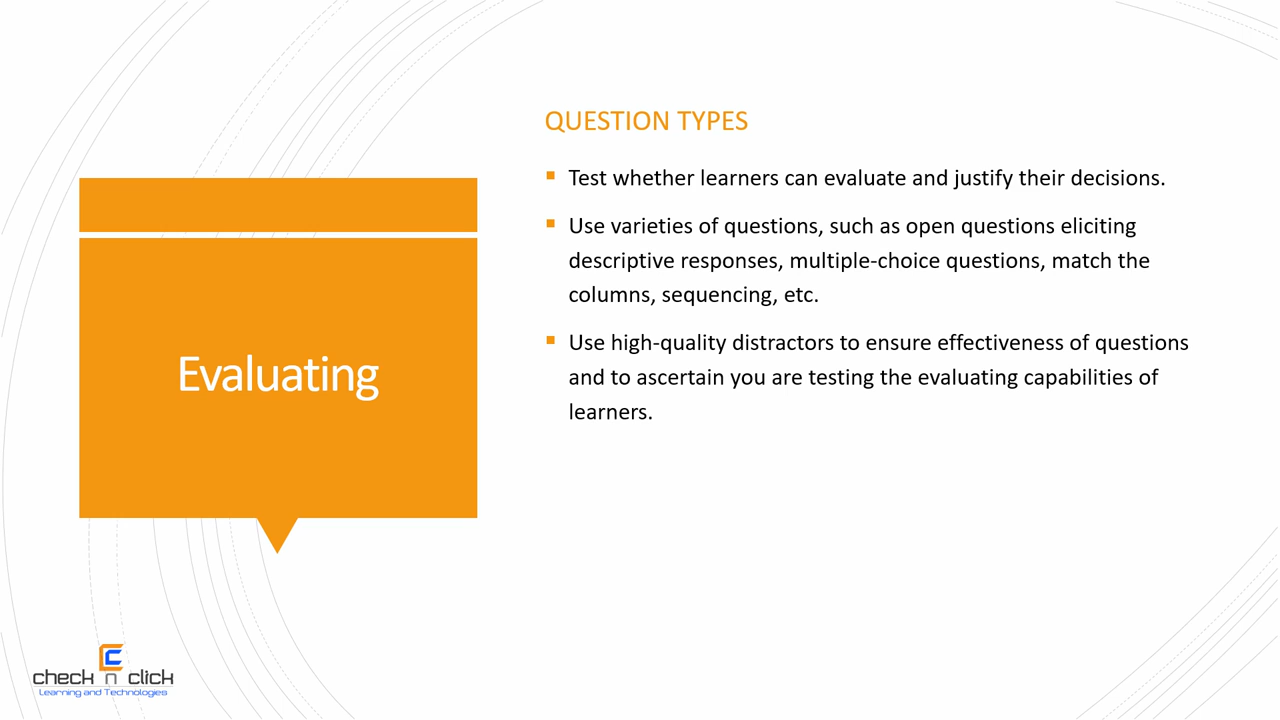 QUESTION TYPES
▪ Test whether learners can evaluate and justify their decisions.
▪ Use varieties of questions, such as open questions eliciting
descriptive responses, multiple-choice questions, match the
columns, sequencing, etc.
▪ Use high-quality distractors to ensure effectiveness of questions
and to ascertain you are testing the evaluating capabilities of
learners.
Evaluating
check n click
Learning and Technologies